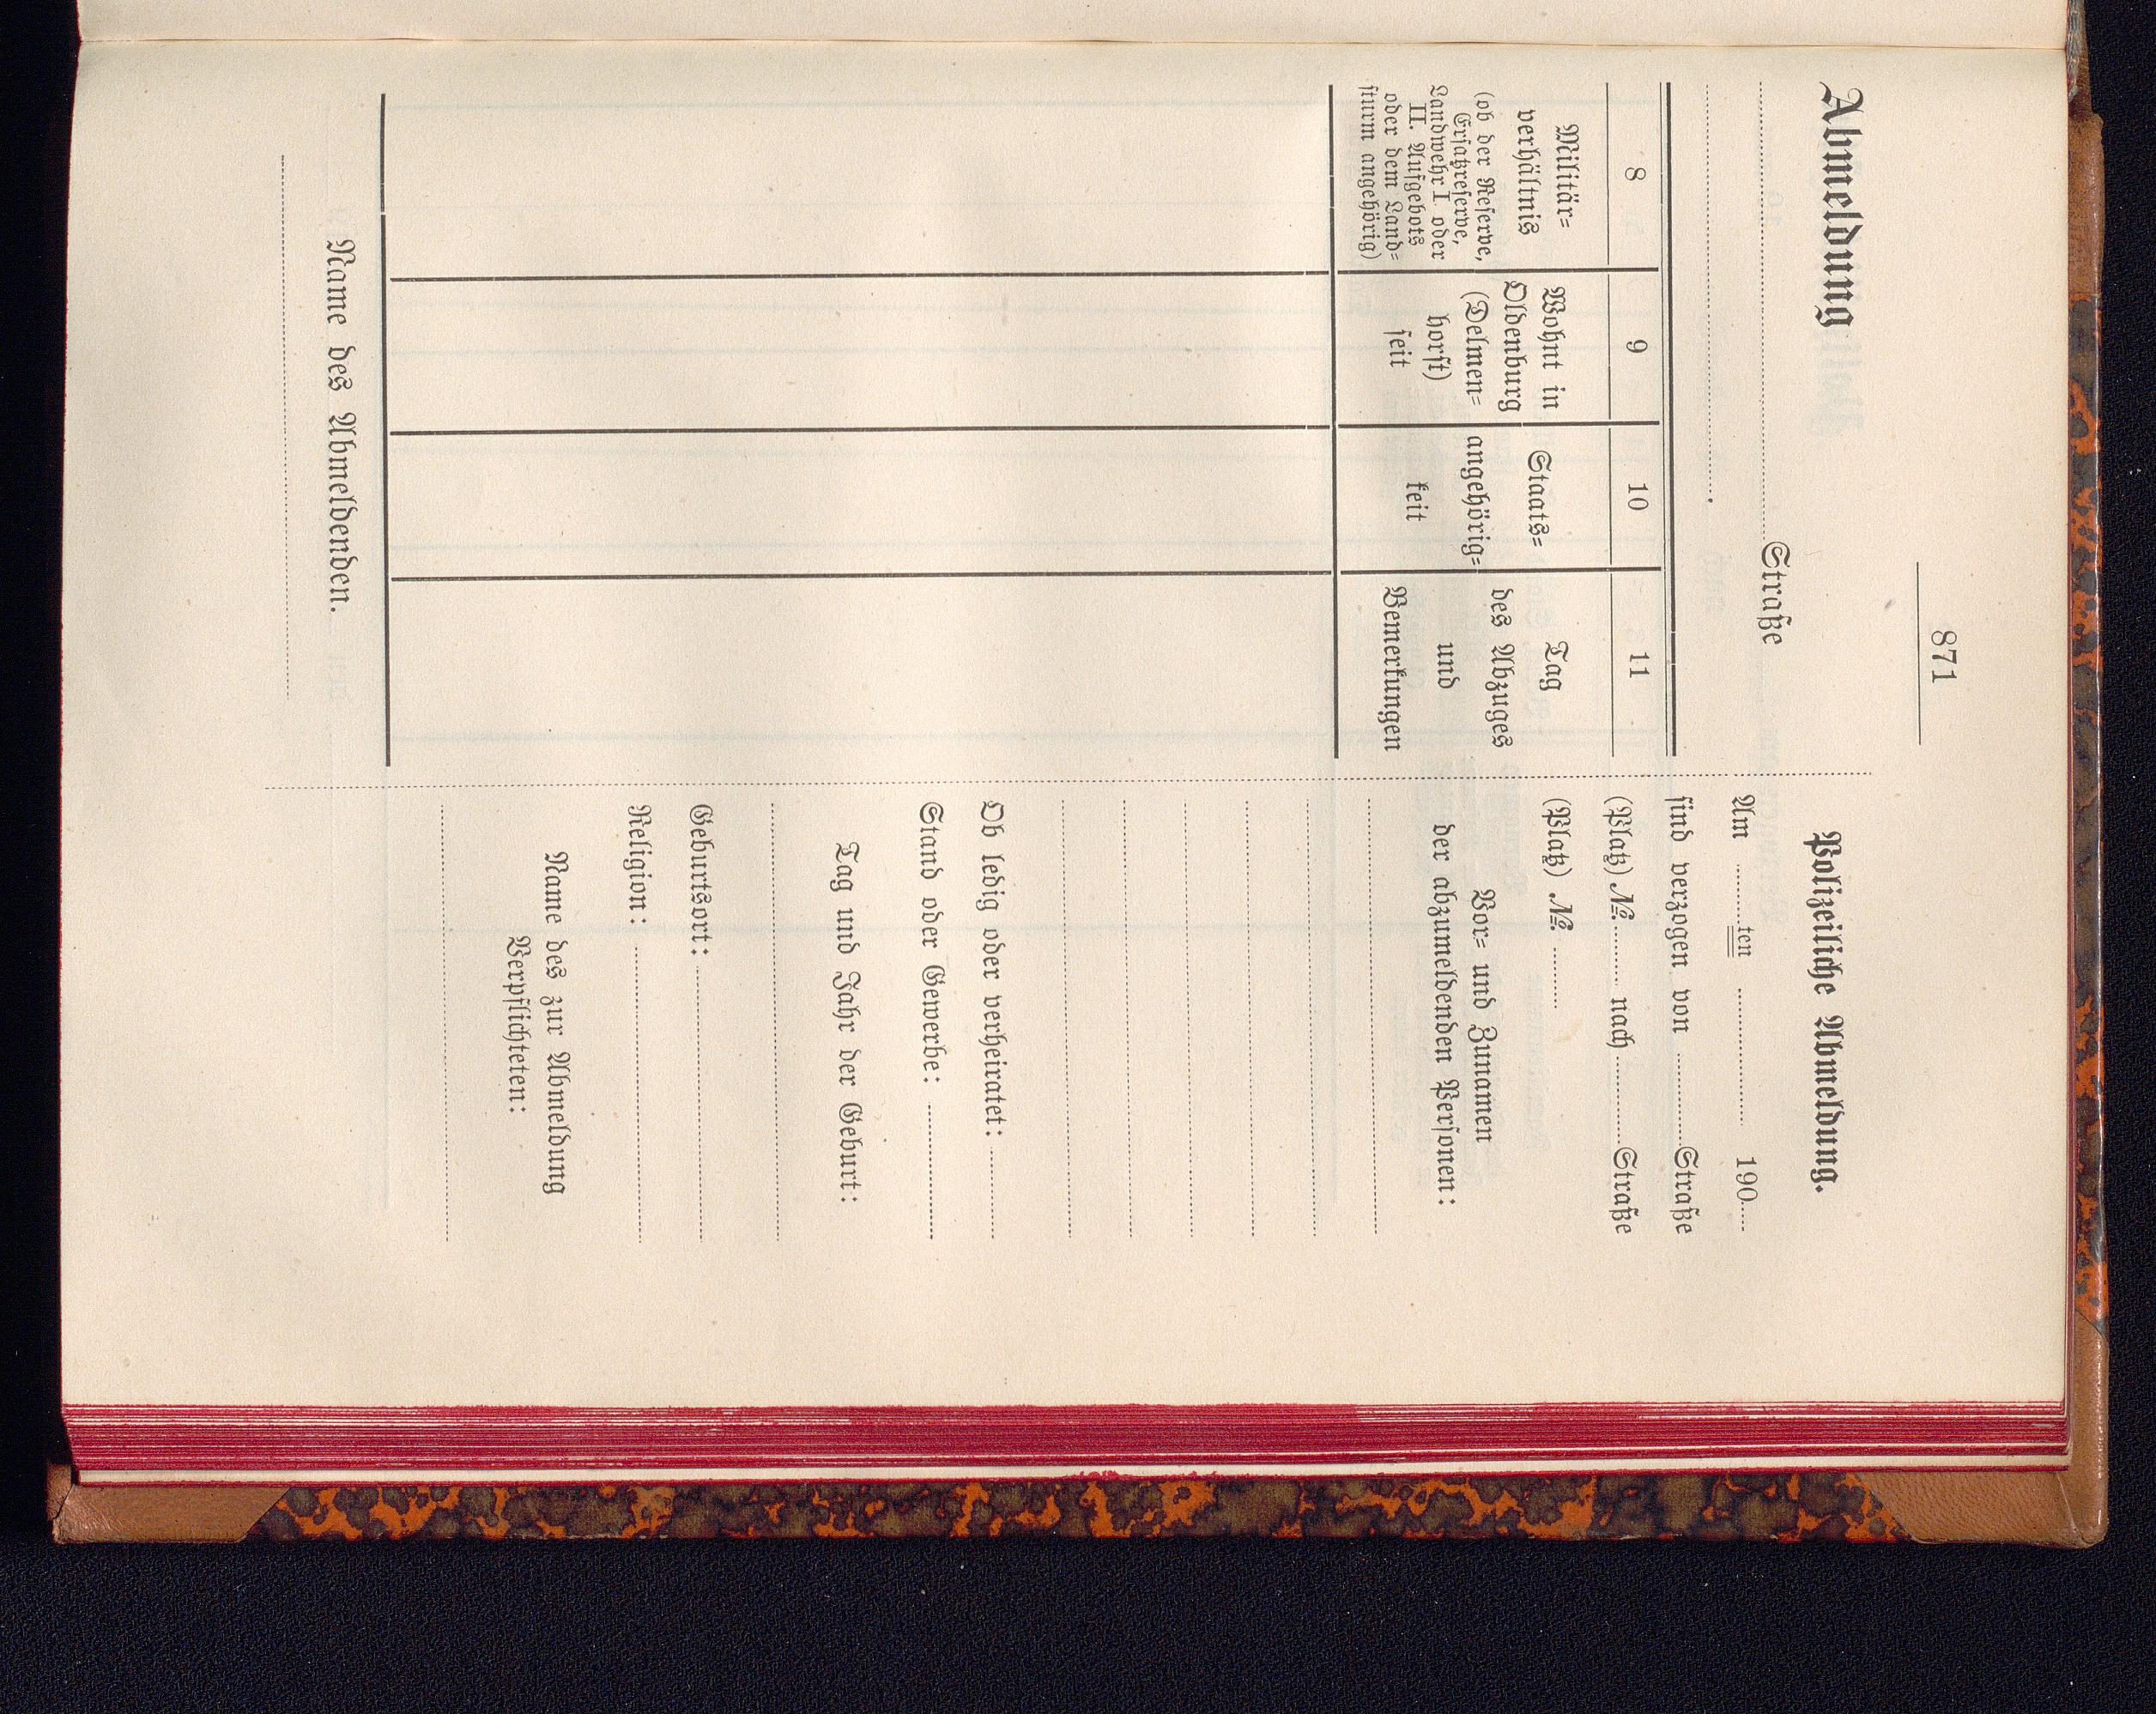 871
Abmeldung
Straße
8
9
10
11
Militär=
verhältnis
(ob der Reserve,
Ersatzreserve,
Landwehr I oder
II. Aufgebots
oder dem Land=
sturm angehörig)
Wohnt in
Oldenburg
(Delmen=
horst)
seit
Staats=
angehörig=
keit
Tag
des Abzuges
und
Bemerkungen
Name des Abmeldenden.
Polizeiliche Abmeldung.
Am ten 190
sind verzogen von Straße
(Platz) №. nach Straße
(Platz) №.
Vor= und Zunamen
der abzumeldenden Personen:
Ob ledig oder verheiratet:
Stand oder Gewerbe:
Tag und Jahr der Geburt:
Geburtsort:
Religion:
Name des zur Abmeldung
Verpflichteten: